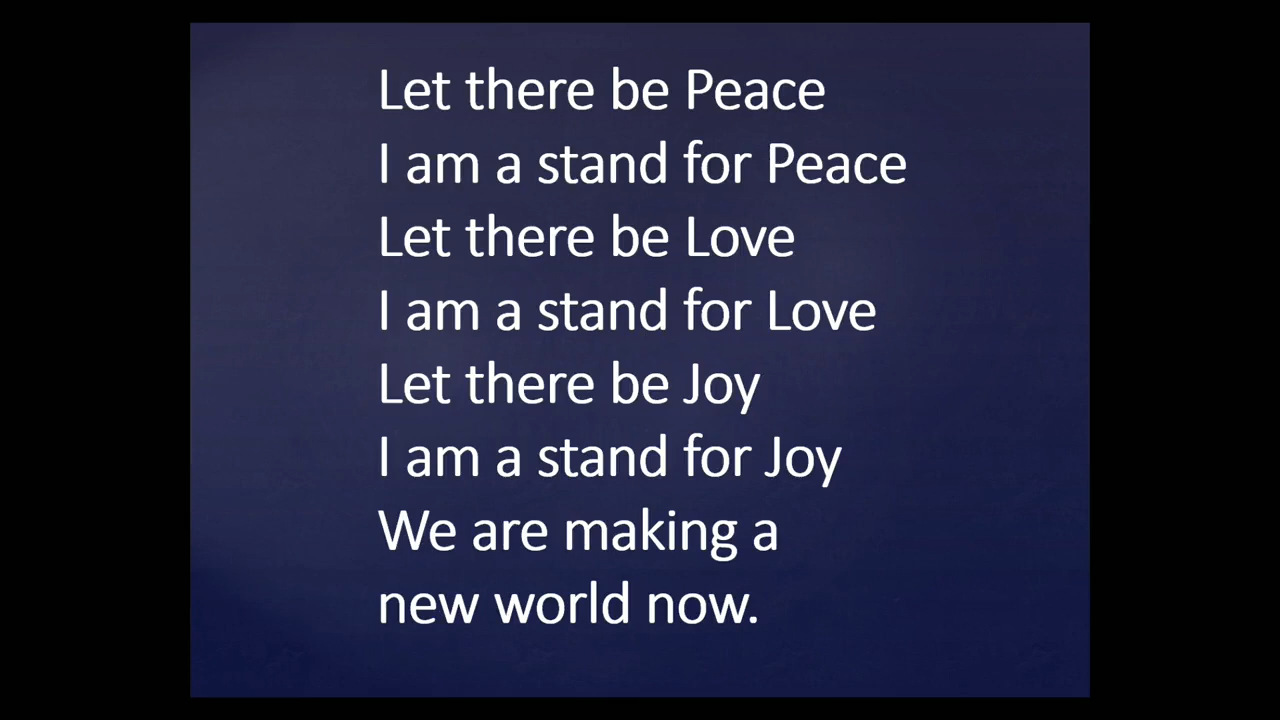 Let there be Peace
I am a stand for Peace
Let there be Love
I am a stand for Love
Let there be Joy
I am a stand for Joy
We are making a
new world now.